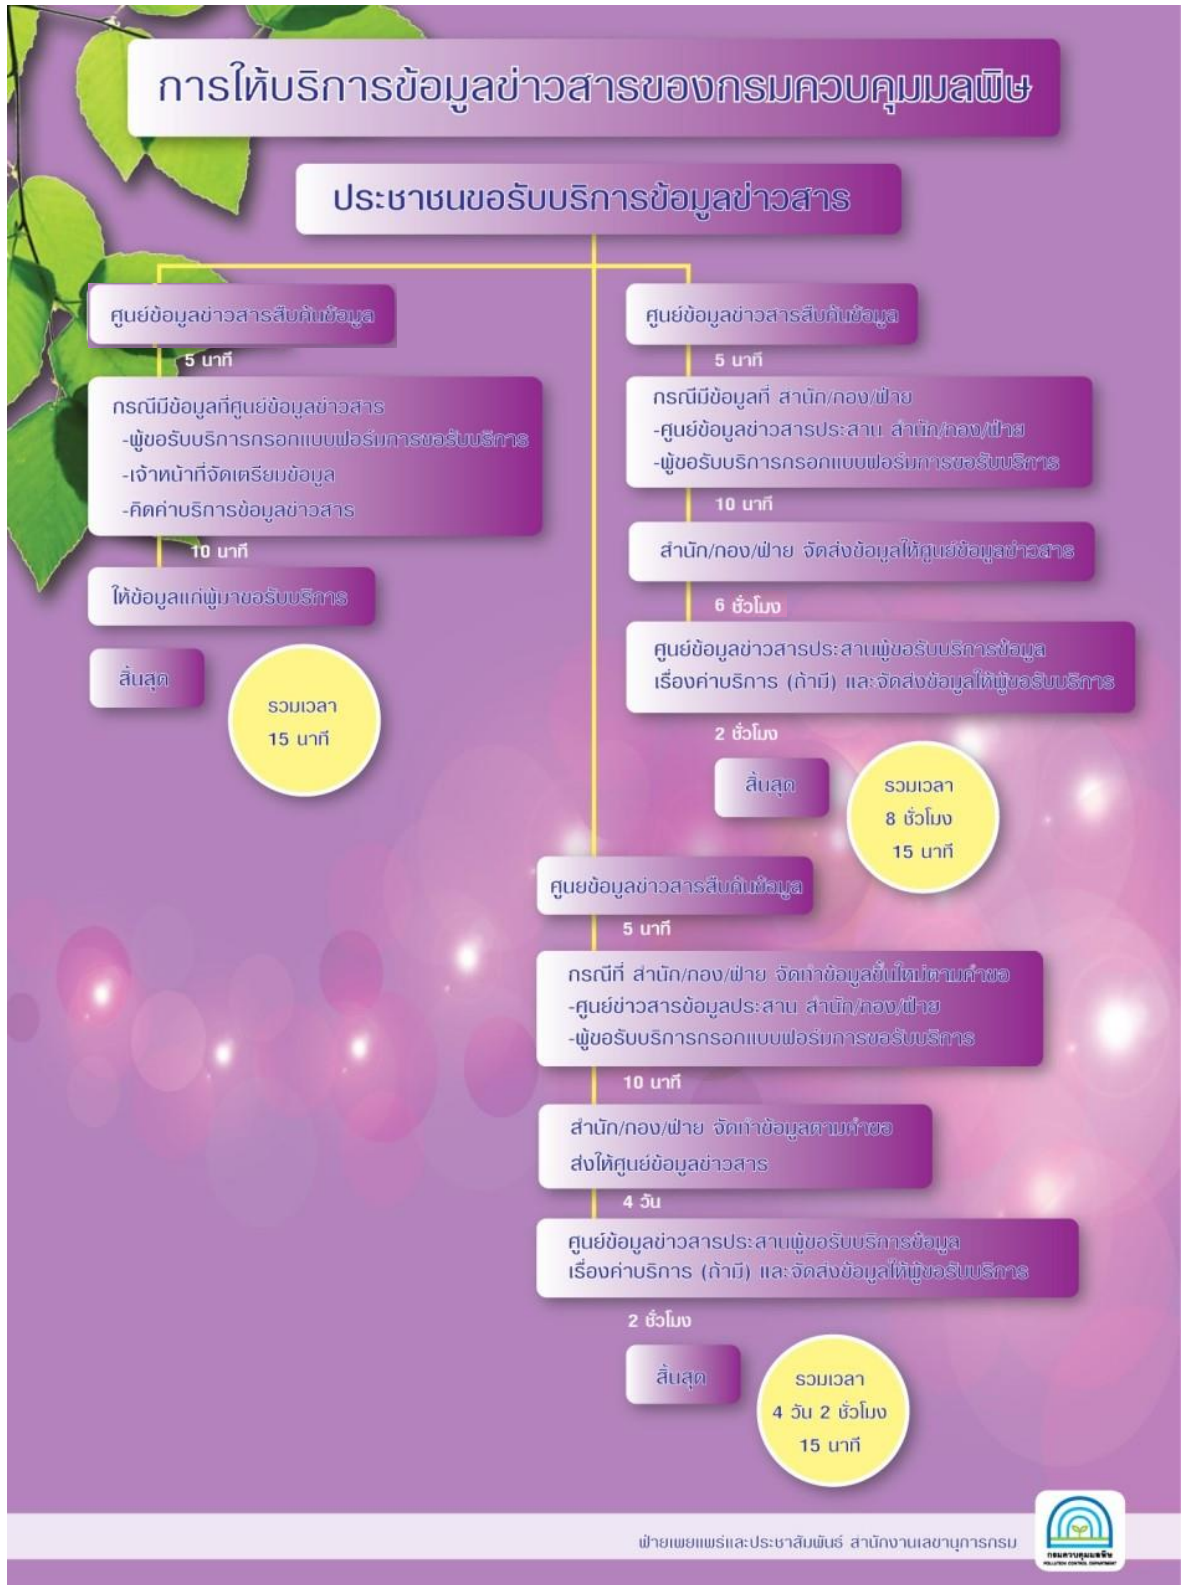 การให้บริการข้อมูลข่าวสารของกรมควบคุมมลพิษ
ประชาชนขอรับบริการข้อมูลข่าวสาร
ศูนย์ข้อมูลข่าวสารสืบค้นข้อมูล
5 นาที
กรณีมีข้อมูลที่ศูนย์ข้อมูลข่าวสาร
-ผู้ขอรับบริการกรอกแบบฟอร์มการขอรับบริการ
-เจ้าหน้าที่จัดเตรียมข้อมูล
-คิดค่าบริการข้อมูลข่าวสาร
10 นาที
ให้ข้อมูลแก่ผู้มาขอรับบริการ
สิ้นสุด
รวมเวลา
15 นาที
ศูนย์ข้อมูลข่าวสารสืบค้นข้อมูล
5 นาที
กรณีมีข้อมูลที่ สำนัก/กอง/ฝ่าย
-ศูนย์ข้อมูลข่าวสารประสาน สำนัก/กอง/ฝ่าย
-ผู้ขอรับบริการกรอกแบบฟอร์มการขอรับบริการ
10 นาที
สำนัก/กอง/ฝ่าย จัดส่งข้อมูลให้ศูนย์ข้อมูลข่าวสาร
6 ชั่วโมง
ศูนย์ข้อมูลข่าวสารประสานผู้ขอรับบริการข้อมูล
เรื่องค่าบริการ (ถ้ามี) และจัดส่งข้อมูลให้ผู้ขอรับบริการ
2 ชั่วโมง
สิ้นสุด
รวมเวลา
8 ชั่วโมง
15 นาที
ศูนยข้อมูลข่าวสารสืบค้นข้อมูล
5 นาที
กรณีที่ สำนัก/กอง/ฝ่าย จัดทำข้อมูลขึ้นใหม่ตามคำขอ
-ศูนย์ข่าวสารข้อมูลประสาน สำนัก/กอง/ฝ่าย
-ผู้ขอรับบริการกรอกแบบฟอร์มการขอรับบริการ
10 นาที
สำนัก/กอง/ฝ่าย จัดทำข้อมูลตามคำขอ
ส่งให้ศูนย์ข้อมูลข่าวสาร
4 วัน
ศูนย์ข้อมูลข่าวสารประสานผู้ขอรับบริการข้อมูล
เรื่องค่าบริการ (ถ้ามี) และจัดส่งข้อมูลให้ผู้ขอรับบริการ
2 ชั่วโมง
สิ้นสุด
รวมเวลา
4 วัน 2 ชั่วโมง
15 นาที
ฝ่ายเผยแพร่และประชาสัมพันธ์ สำนักงานเลขานุการกรม
กรมควบคุมมลพิษ
POLLUTION CONTROL DEPARTMENT